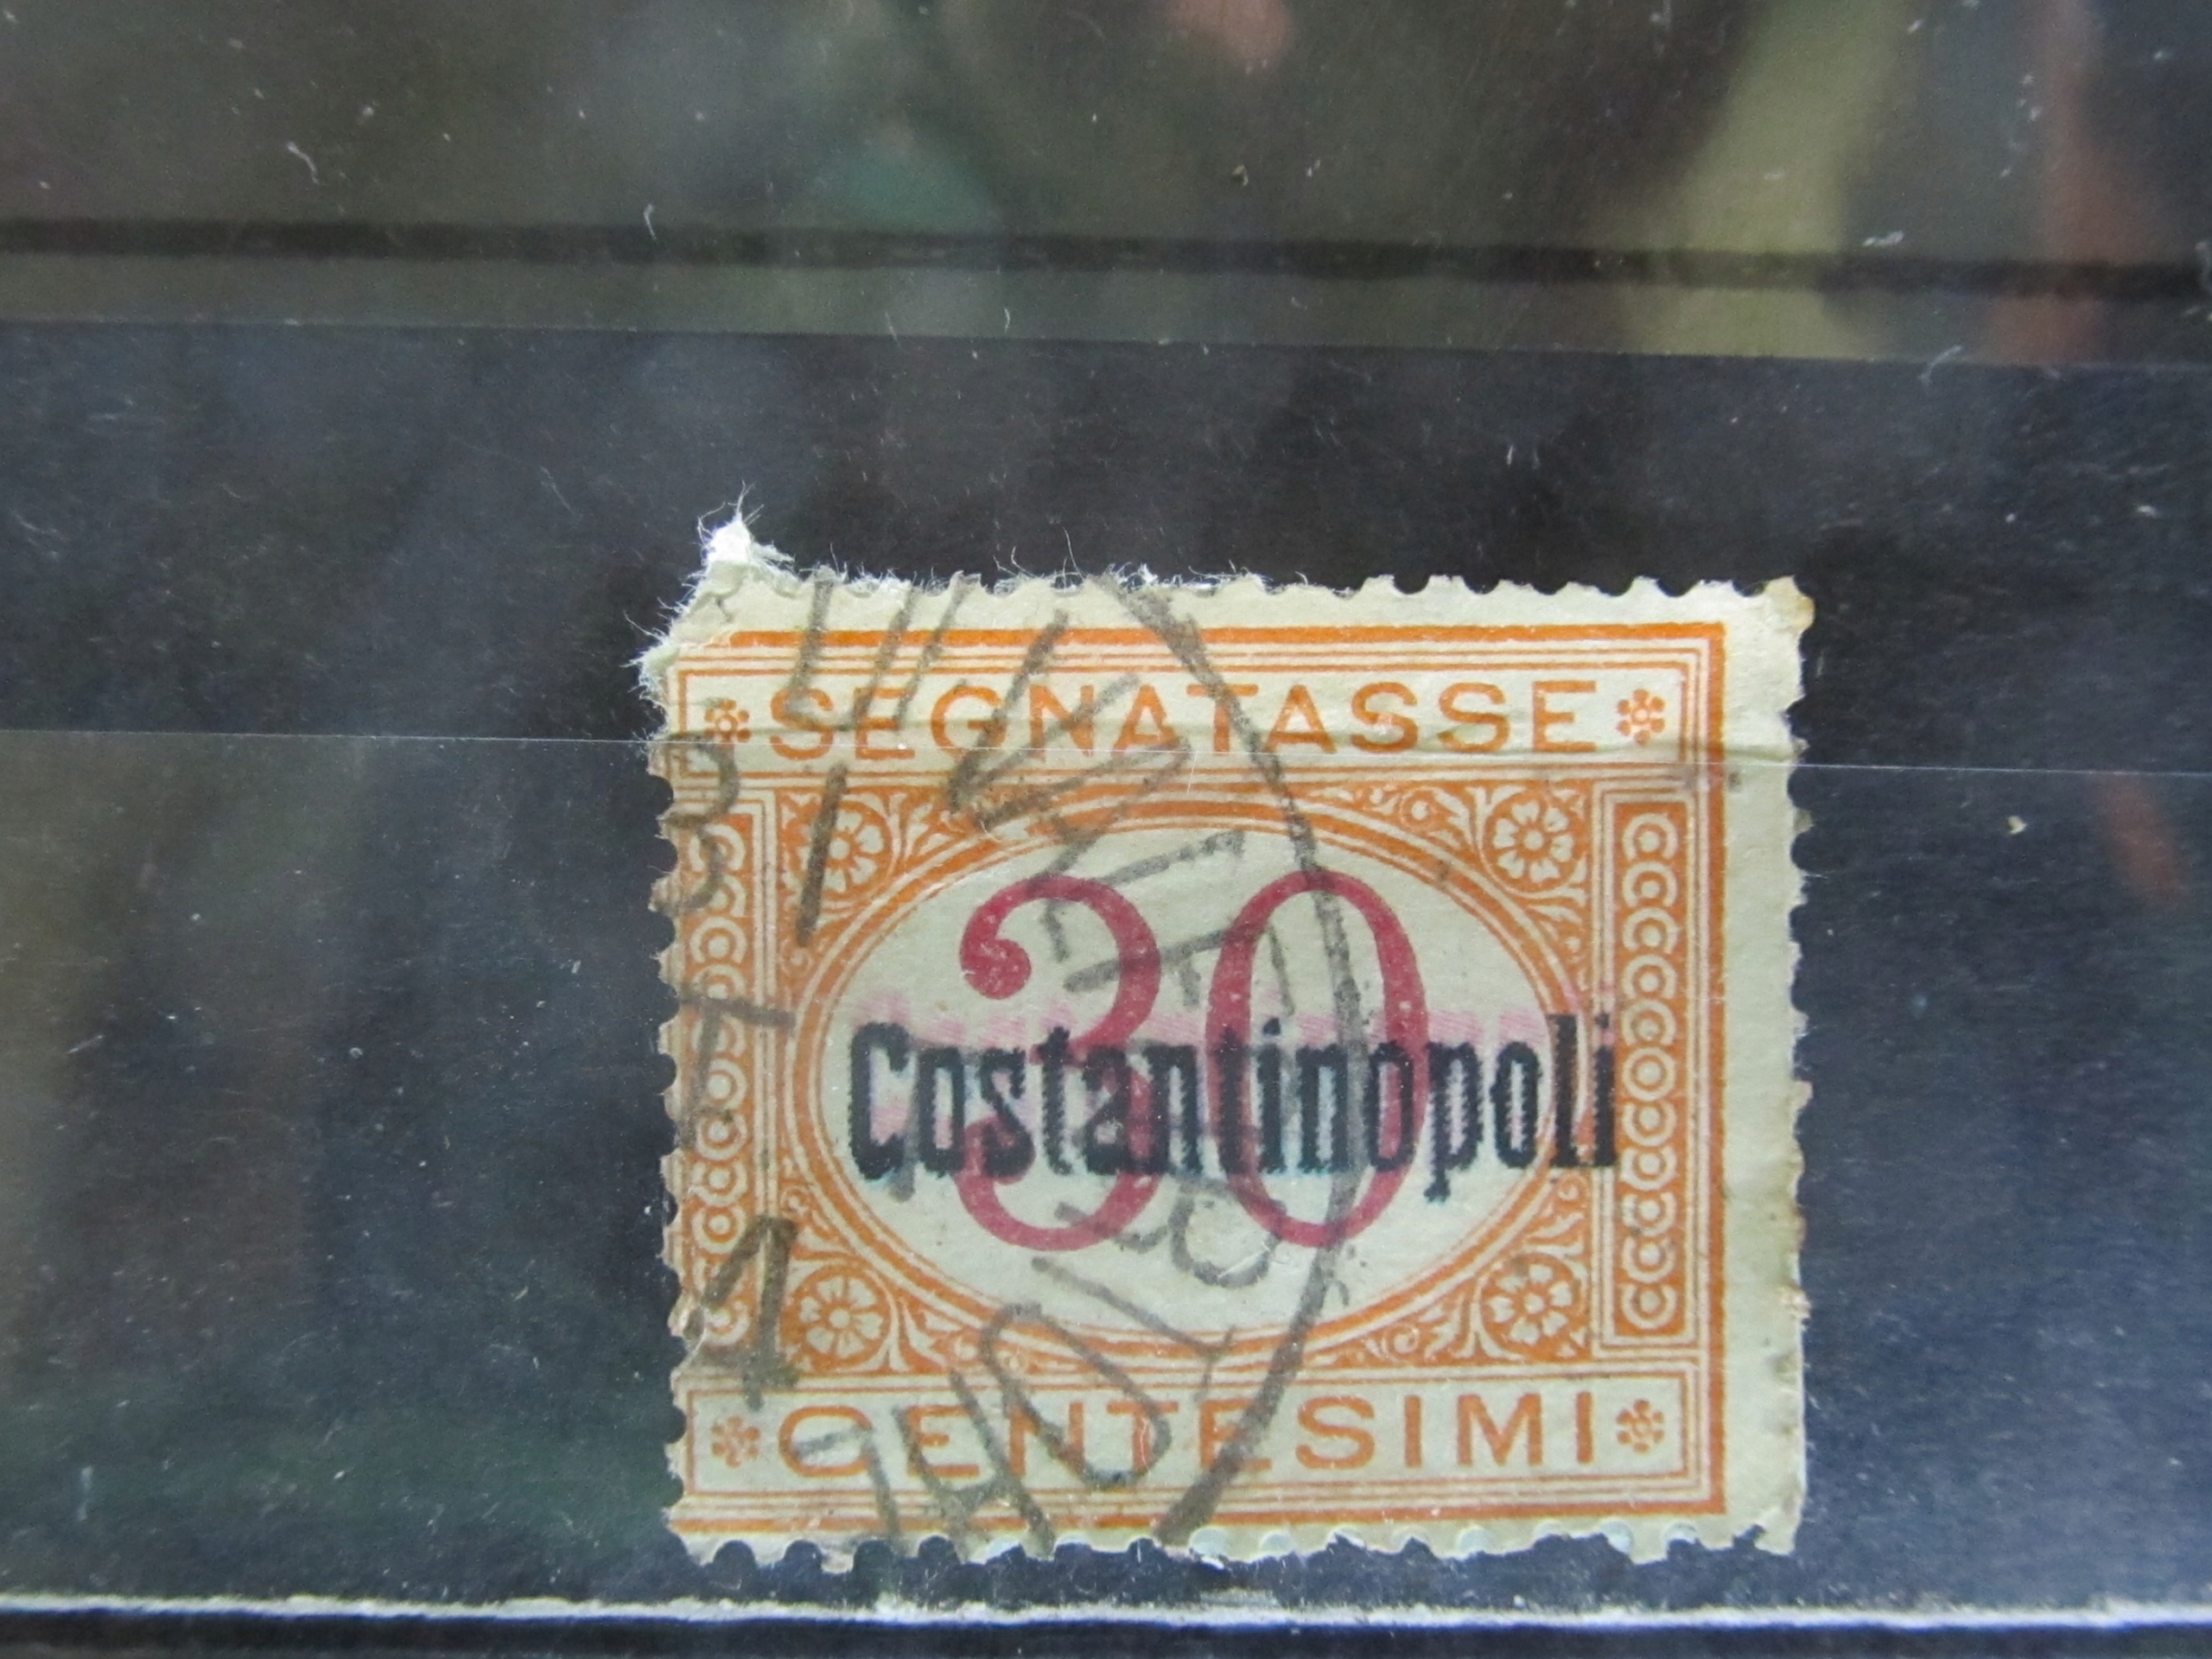 SEGNATASSE
30
Costantinopoli
CENTESIMI